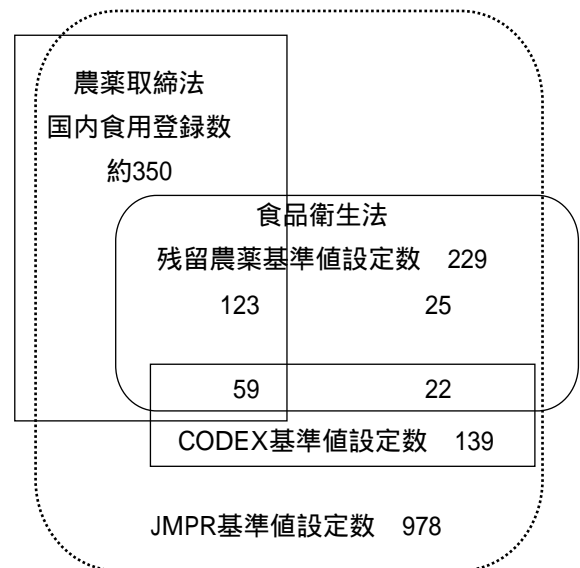 農薬取締法
国内食用登録数
約350
食品衛生法
残留農薬基準値設定数 229
123 25
59 22
CODEX基準値設定数 139
JMPR基準値設定数 978